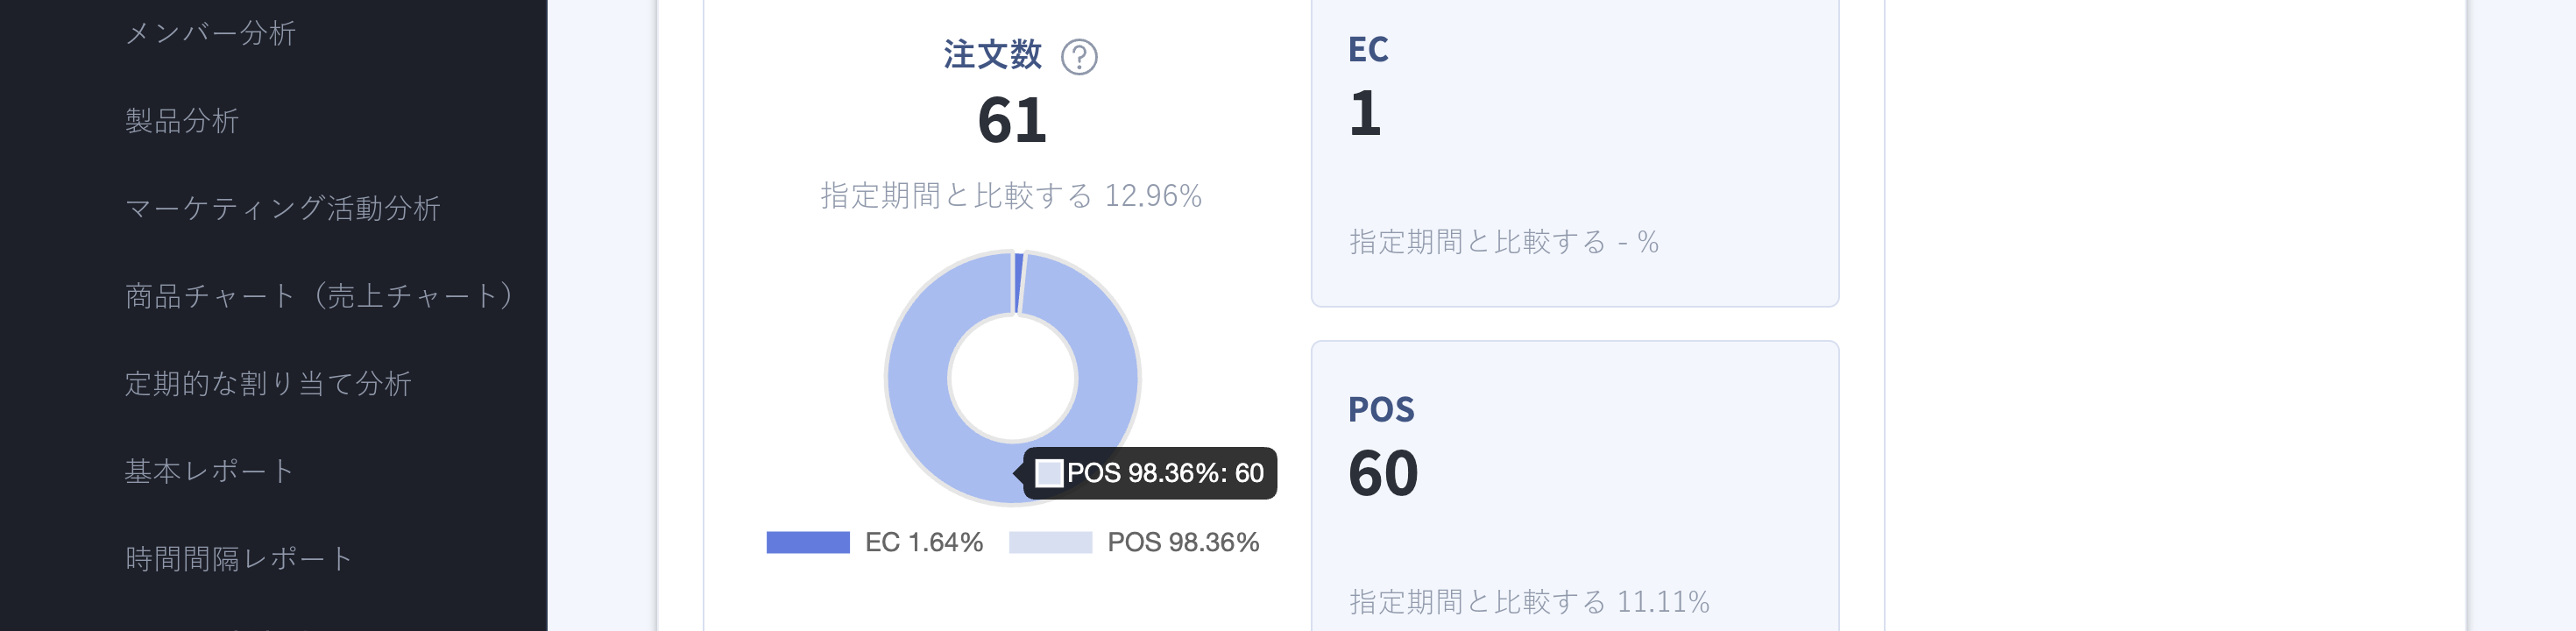 メンバー分析
製品分析
マーケティング活動分析
商品チャート（売上チャート）
定期的な割り当て分析
基本レポート
時間間隔レポート
注文数 ?
61
指定期間と比較する 12.96%
POS 98.36%: 60
EC 1.64%
POS 98.36%
EC
1
指定期間と比較する - %
POS
60
指定期間と比較する 11.11%